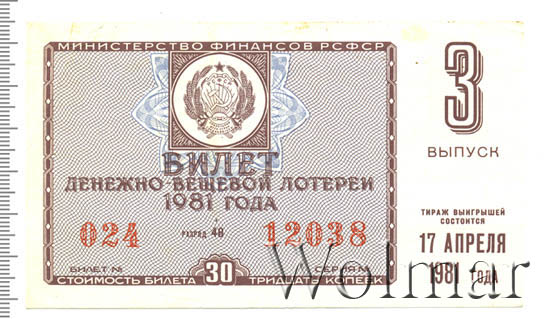 МИНИСТЕРСТВО ФИНАНСОВ РСФСР
БИЛЕТ
ДЕНЕЖНО-ВЕЩЕВОЙ ЛОТЕРЕИ
1981 ГОДА
024 РАЗРЯД 48 12038
БИЛЕТ № 30 СЕРИЯ №
СТОИМОСТЬ БИЛЕТА ТРИДЦАТЬ КОПЕЕК
3
ВЫПУСК
ТИРАЖ ВЫИГРЫШЕЙ
СОСТОИТСЯ
17 АПРЕЛЯ
1981 ГОДА
Wolmar